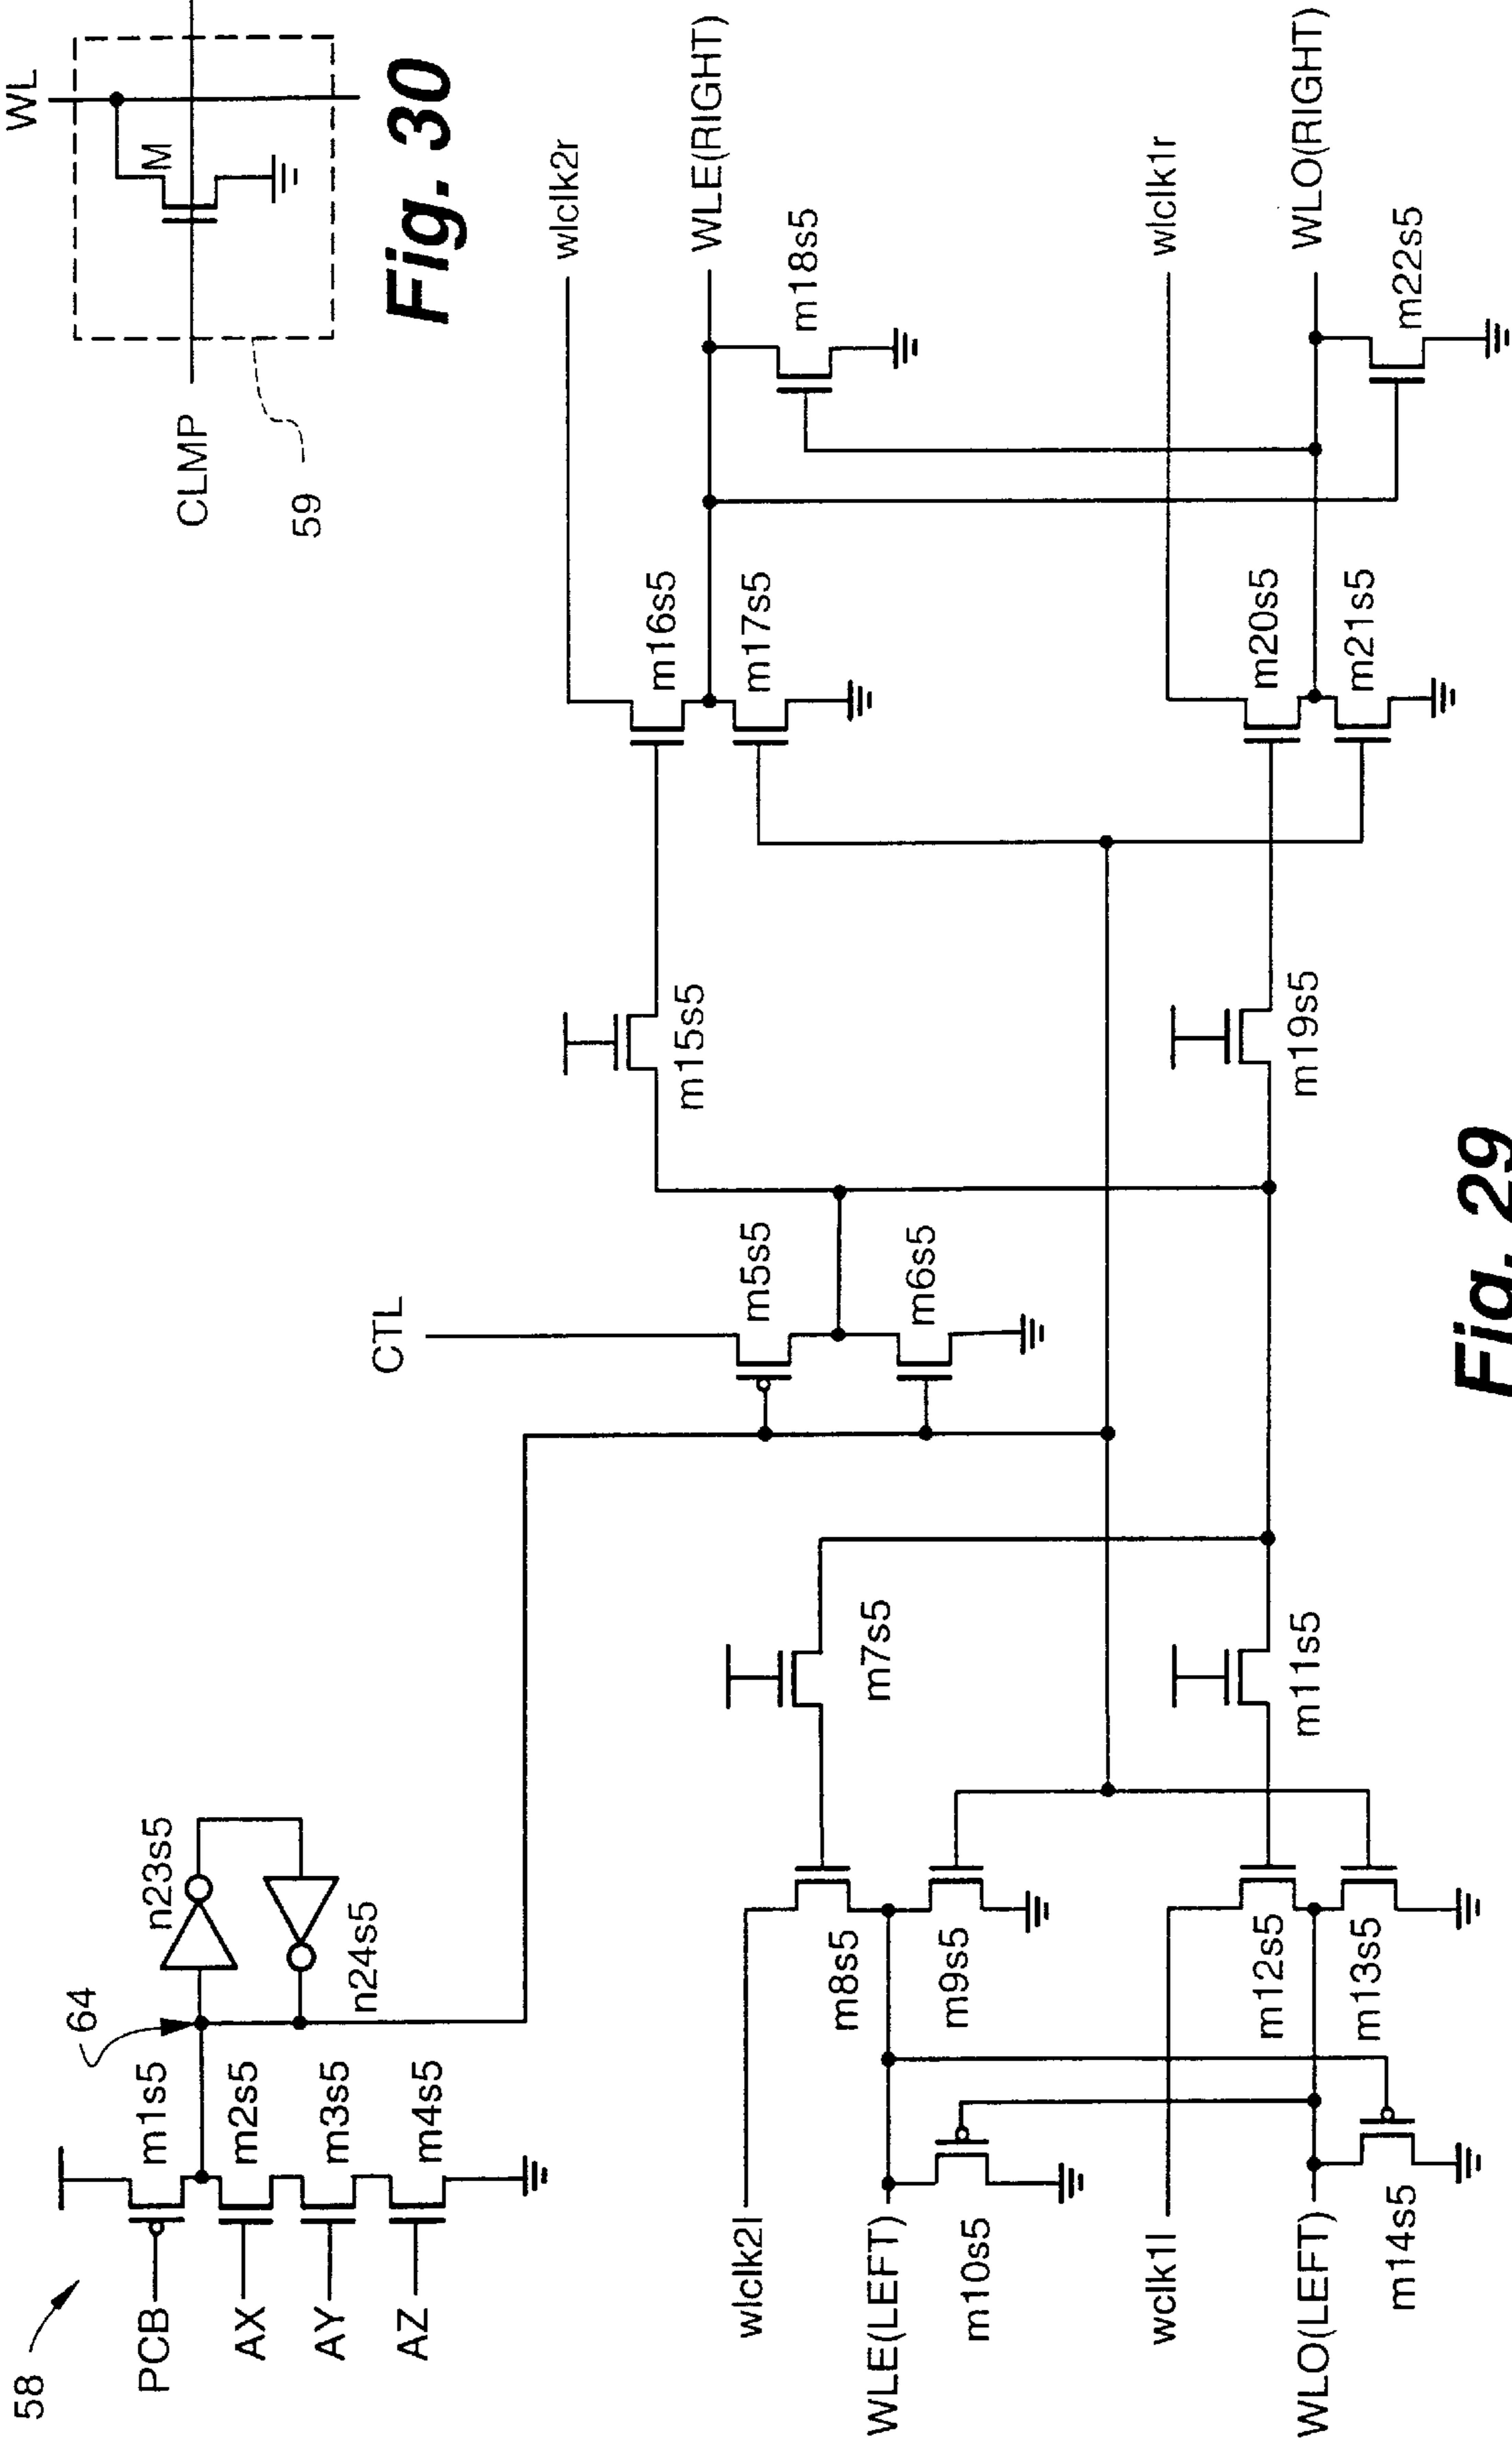 58
PCB
AX
AY
AZ
m1s5
m2s5
m3s5
m4s5
64
n23s5
n24s5
CTL
m5s5
m6s5
wlclk2l
WLE(LEFT)
m10s5
m8s5
m9s5
m7s5
wclk1l
WLO(LEFT)
m14s5
m12s5
m13s5
m11s5
m15s5
m16s5
m17s5
wlclk2r
WLE(RIGHT)
m18s5
m19s5
m20s5
m21s5
wlclk1r
WLO(RIGHT)
m22s5
Fig. 29
WL
M
CLMP
59
Fig. 30